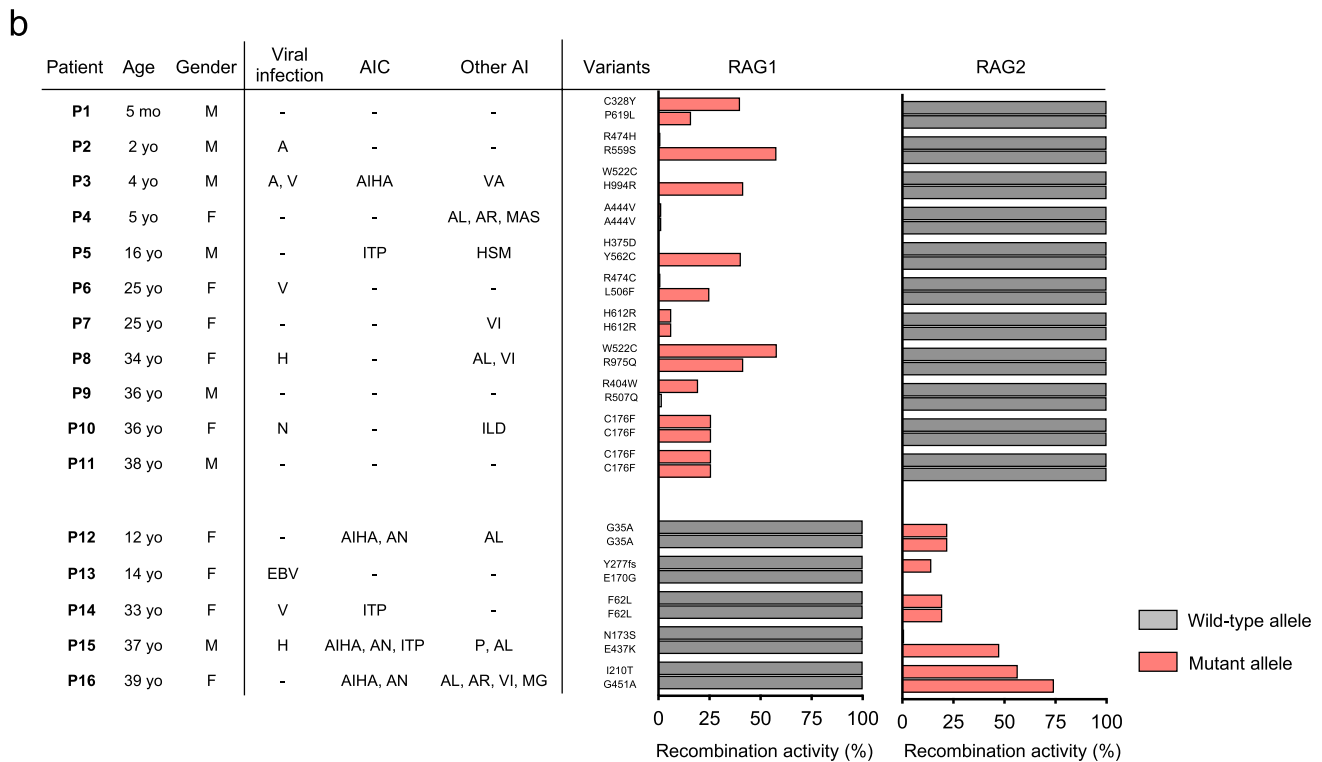 b
Patient Age Gender Viral infection AIC Other AI Variants RAG1 RAG2
P1 5 mo M - - - C328Y P619L
P2 2 yo M A - - R474H R559S
P3 4 yo M A, V AIHA VA W522C H994R
P4 5 yo F - - AL, AR, MAS A444V A444V
P5 16 yo M - ITP HSM H375D Y562C
P6 25 yo F V - - R474C L506F
P7 25 yo F - - VI H612R H612R
P8 34 yo F H - AL, VI W522C R975Q
P9 36 yo M - - - R404W R507Q
P10 36 yo F N - ILD C176F C176F
P11 38 yo M - - - C176F C176F
P12 12 yo F - AIHA, AN AL G35A G35A
P13 14 yo F EBV - - Y277fs E170G
P14 33 yo F V ITP - F62L F62L
P15 37 yo M H AIHA, AN, ITP P, AL N173S E437K
P16 39 yo F - AIHA, AN AL, AR, VI, MG I210T G451A
Wild-type allele
Mutant allele
0 25 50 75 100 0 25 50 75 100
Recombination activity (%) Recombination activity (%)